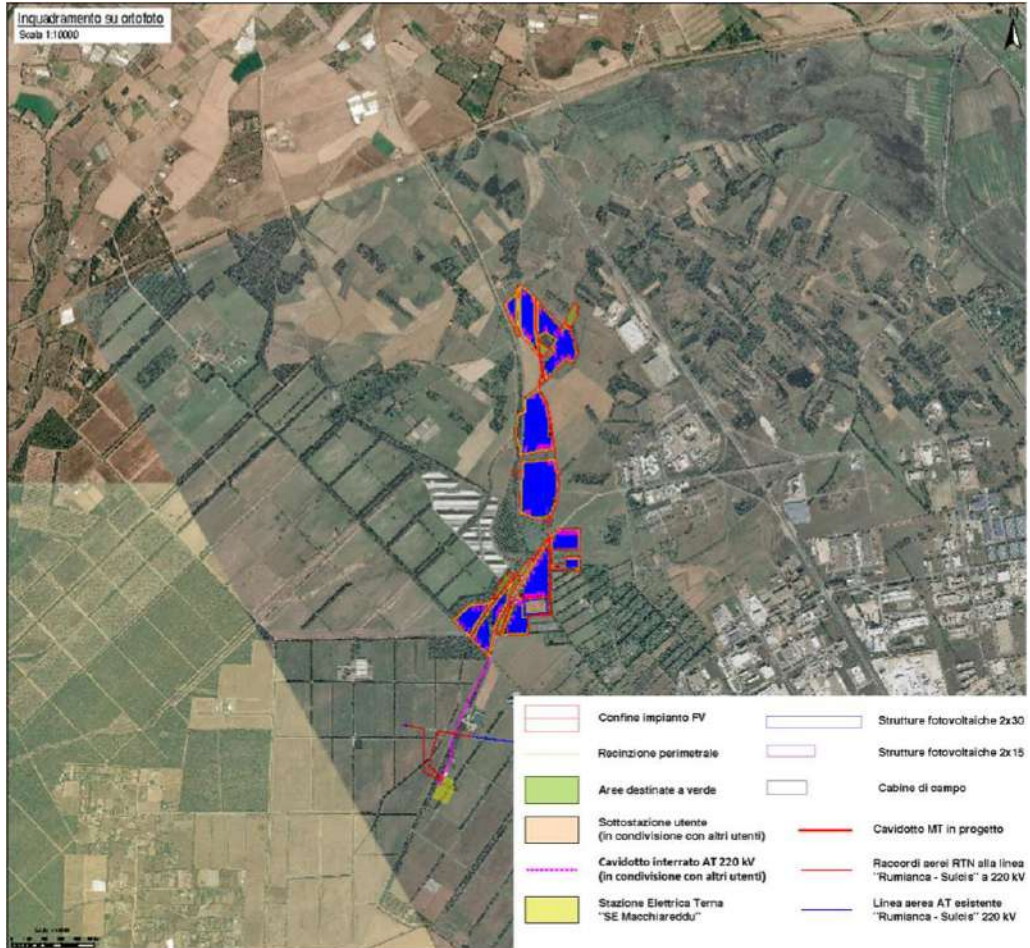 Inquadramento su ortofoto
Scala 1:10000
Confine impianto FV
Recinzione perimetrale
Aree destinate a verde
Sottostazione utente
(in condivisione con altri utenti)
Cavidotto interrato AT 220 kV
(in condivisione con altri utenti)
Stazione Elettrica Terna
"SE Macchiareddu"
Strutture fotovoltaiche 2x30
Strutture fotovoltaiche 2x15
Cabine di campo
Cavidotto MT in progetto
Raccordi aerei RTN alla linea
"Rumianca - Sulcis" a 220 kV
Linea aerea AT esistente
"Rumianca - Sulcis" 220 kV